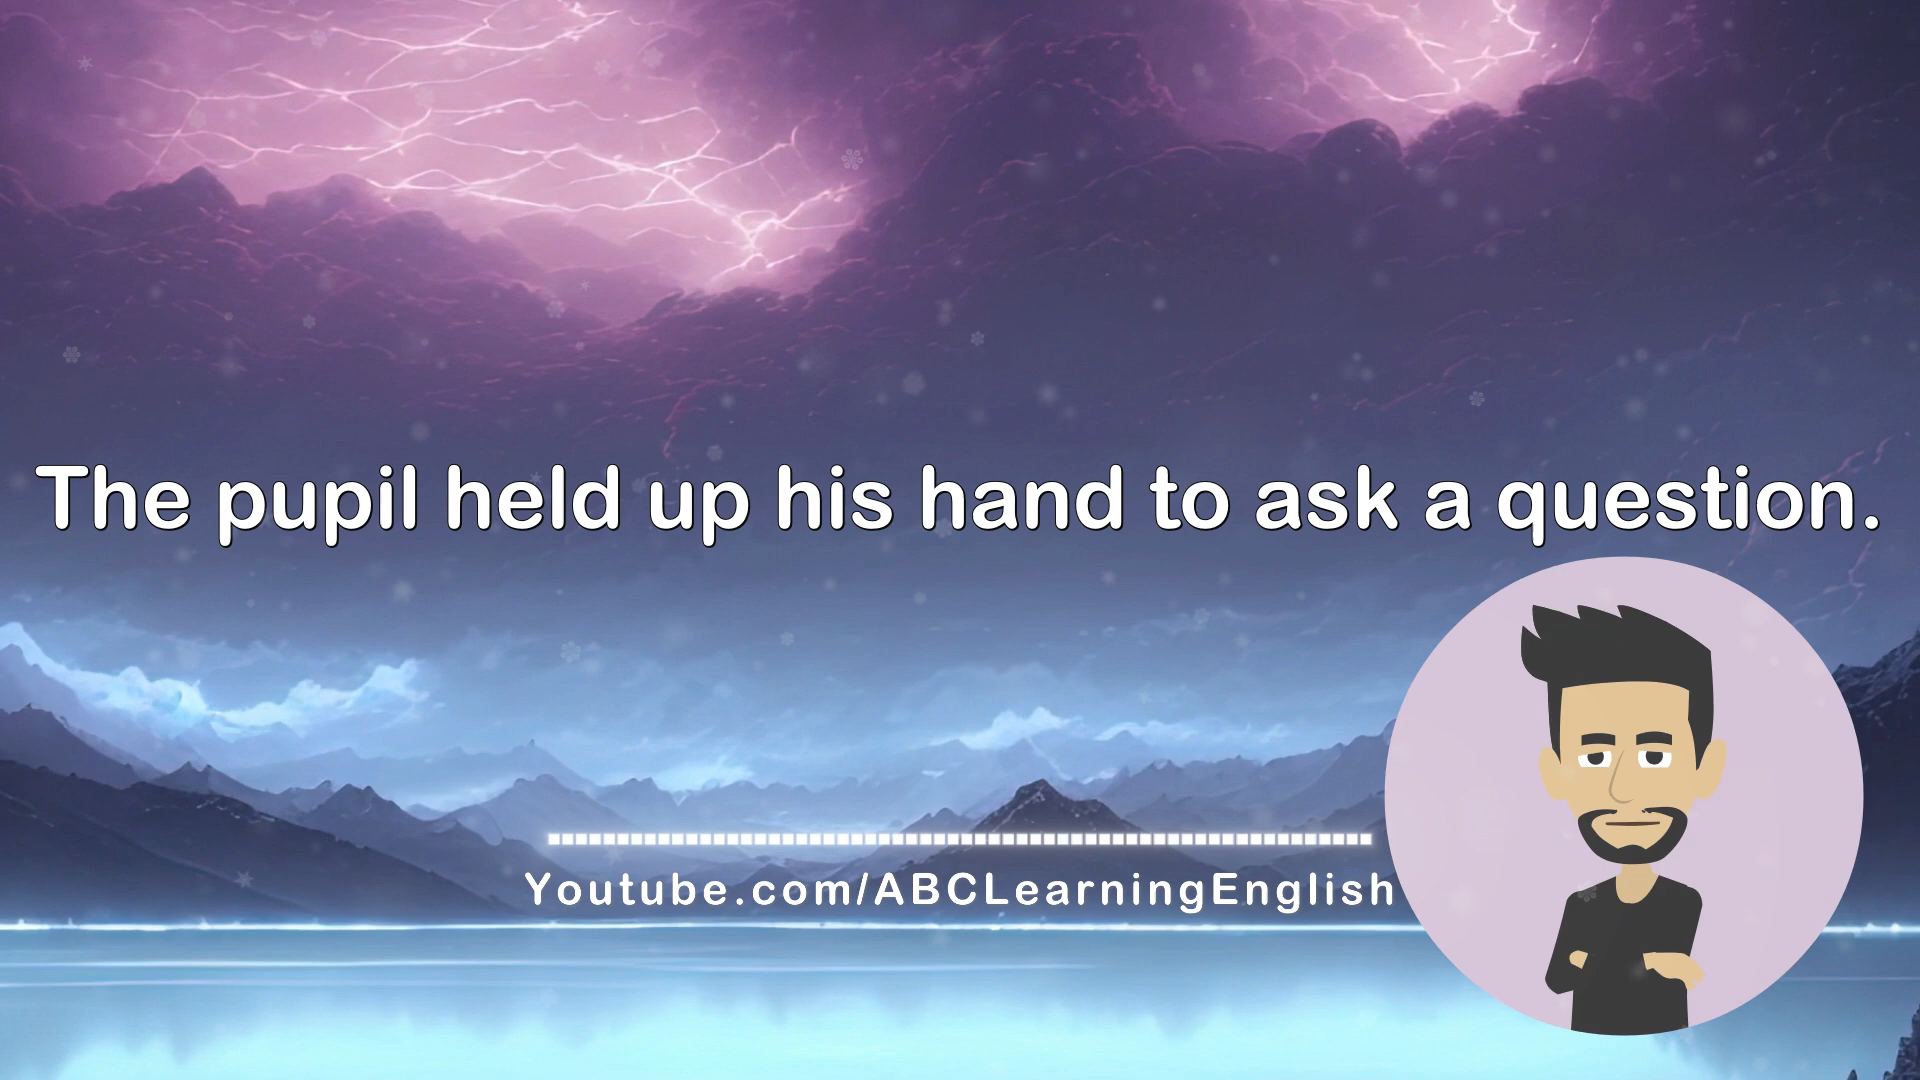 The pupil held up his hand to ask a question.
Youtube.com/ABCLearningEnglish